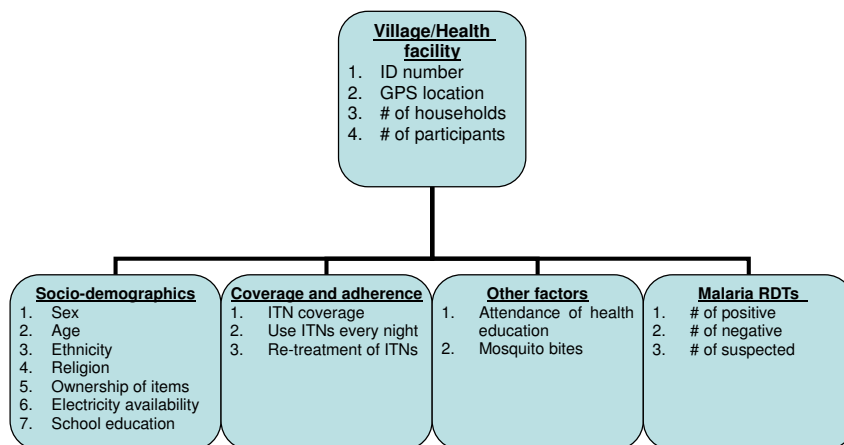 Village/Health
facility
1. ID number
2. GPS location
3. # of households
4. # of participants
Socio-demographics
1. Sex
2. Age
3. Ethnicity
4. Religion
5. Ownership of items
6. Electricity availability
7. School education
Coverage and adherence
1. ITN coverage
2. Use ITNs every night
3. Re-treatment of ITNs
Other factors
1. Attendance of health
education
2. Mosquito bites
Malaria RDTs
1. # of positive
2. # of negative
3. # of suspected